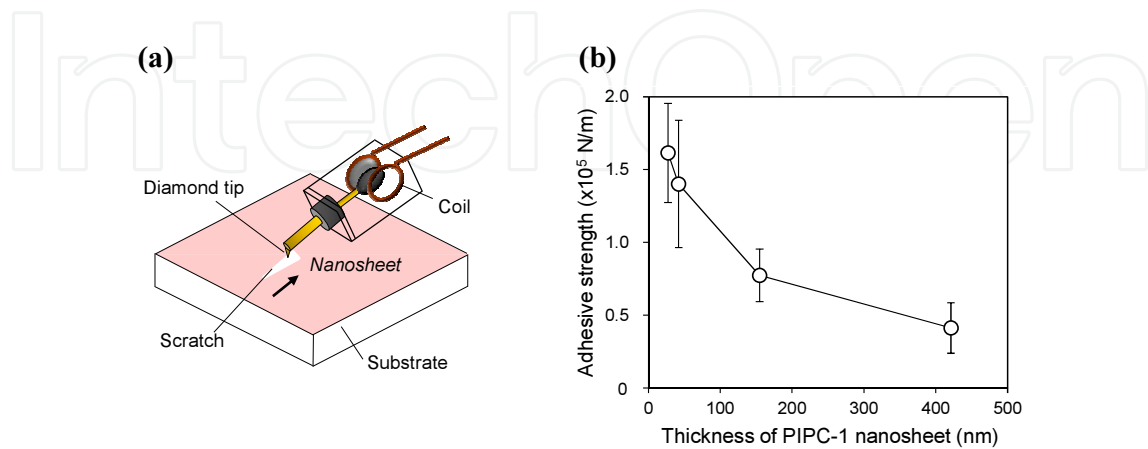 IntechOpen
(a)
Diamond tip
Coil
Nanosheet
Scratch
Substrate
(b)
Adhesive strength (x10⁵ N/m)
2.0
1.5
1.0
0.5
0
0 100 200 300 400 500
Thickness of PIPC-1 nanosheet (nm)